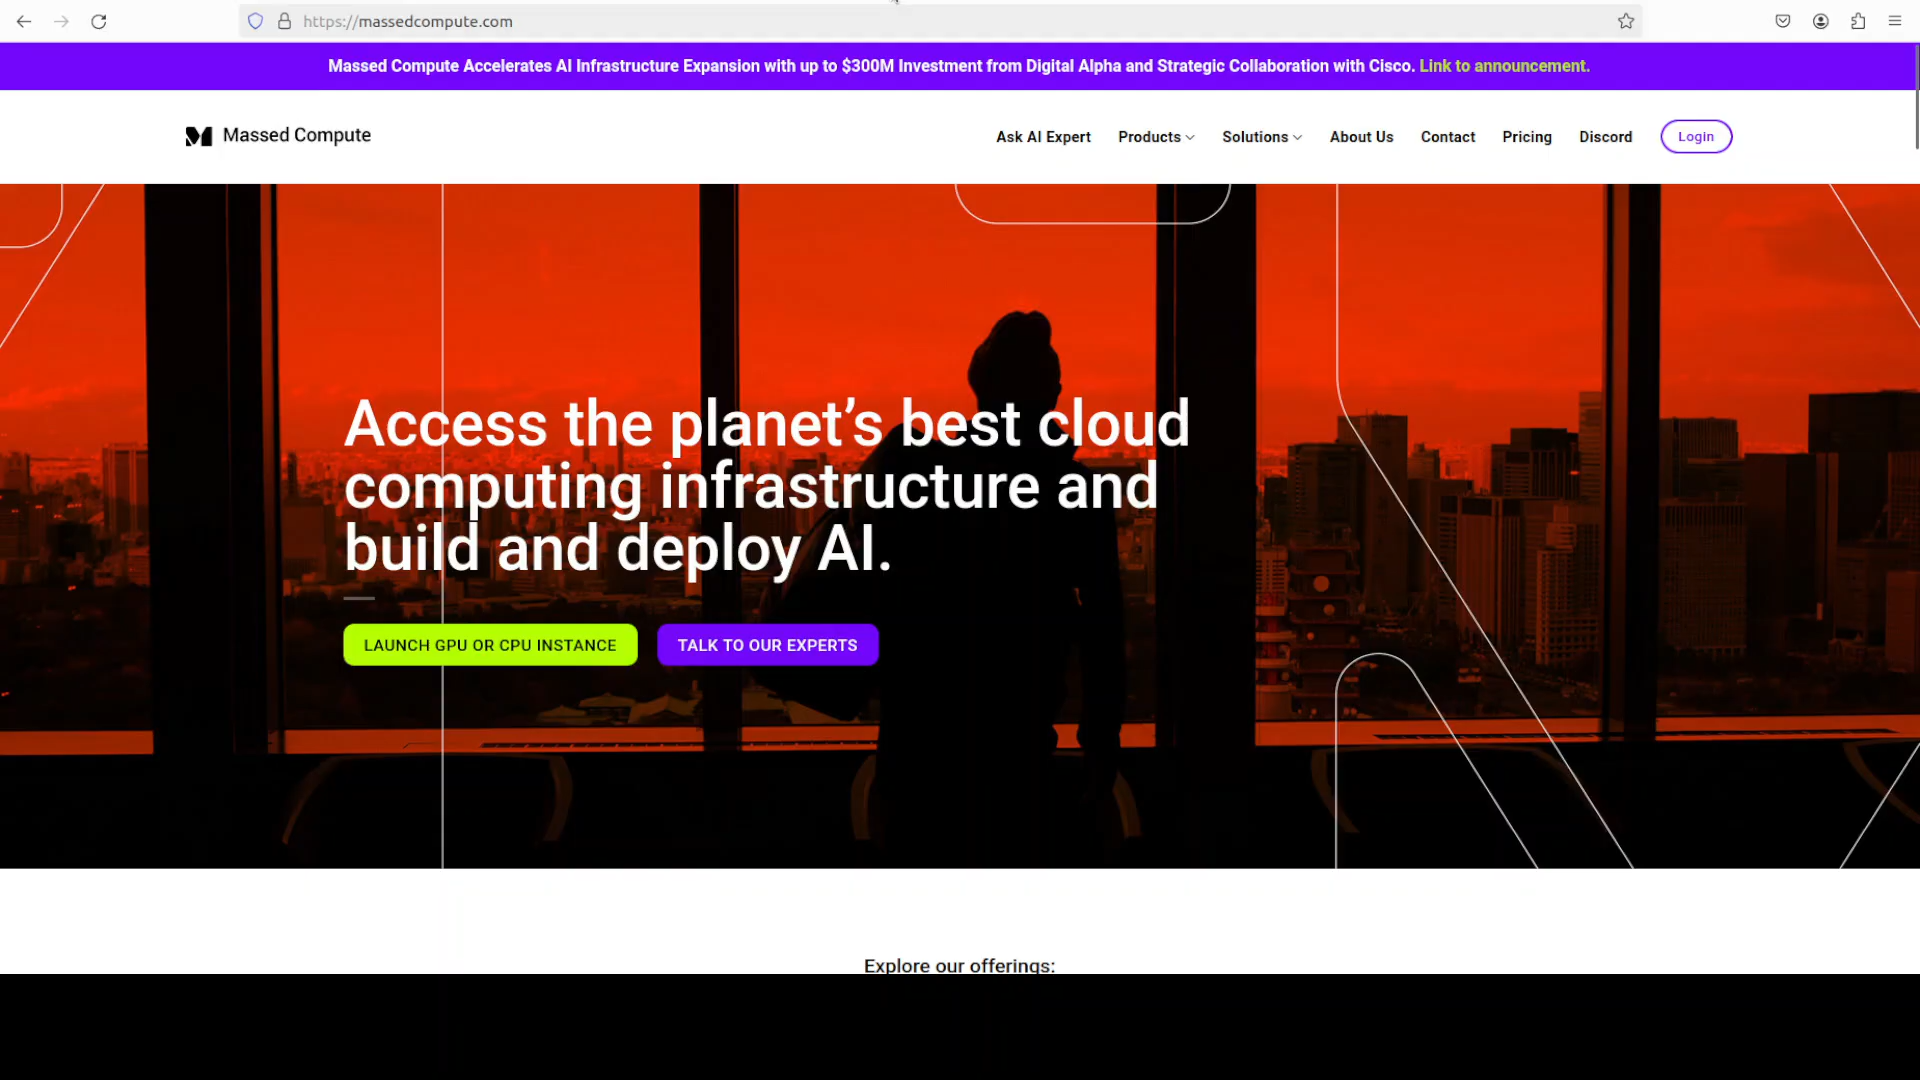 https://massedcompute.com
Massed Compute Accelerates AI Infrastructure Expansion with up to $300M Investment from Digital Alpha and Strategic Collaboration with Cisco. Link to announcement.
Massed Compute
Ask AI Expert Products Solutions About Us Contact Pricing Discord Login
Access the planet’s best cloud
computing infrastructure and
build and deploy AI.
LAUNCH GPU OR CPU INSTANCE TALK TO OUR EXPERTS
Explore our offerings: